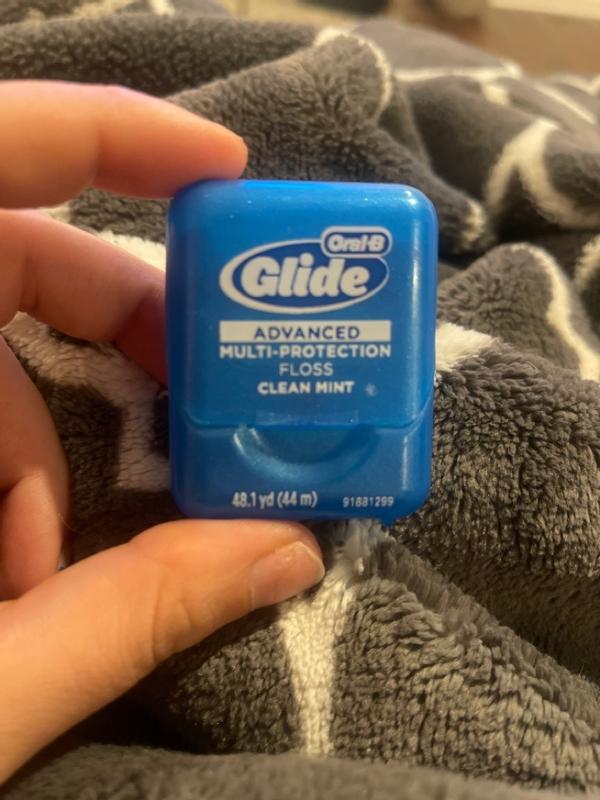 Oral-B
Glide
ADVANCED
MULTI-PROTECTION
FLOSS
CLEAN MINT
48.1 yd (44 m) 91881299